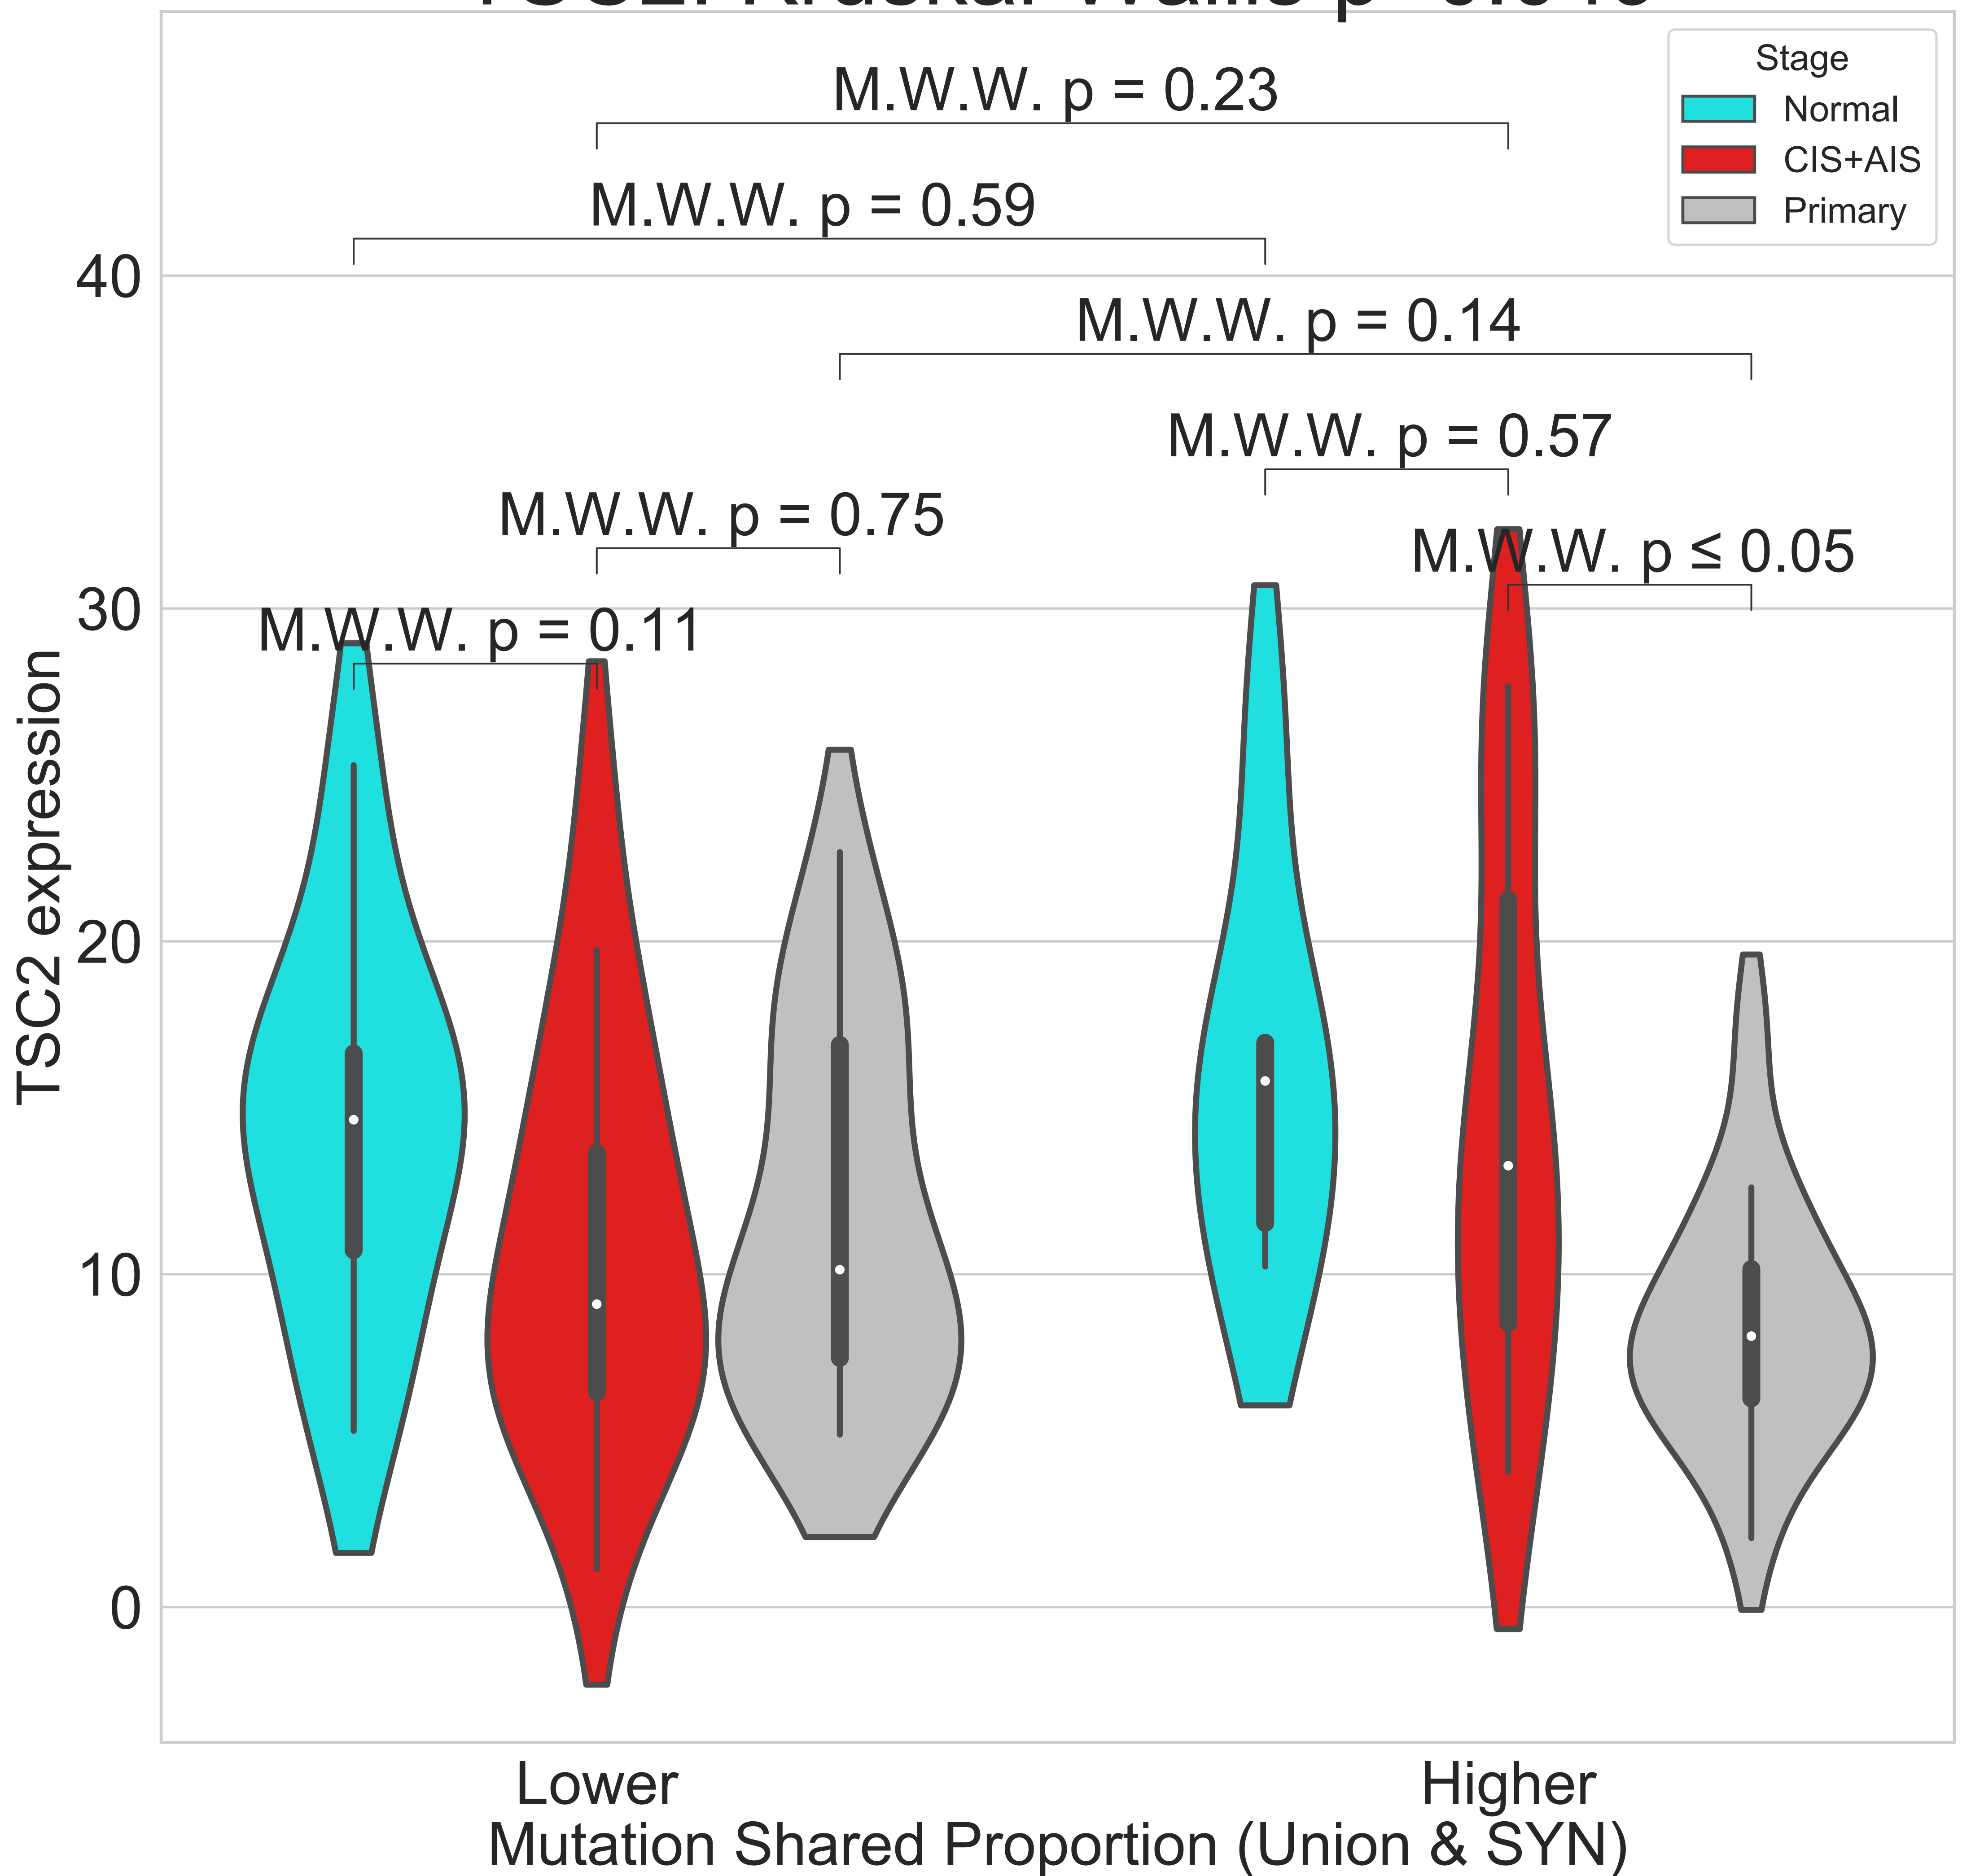 Stage
Normal
CIS+AIS
Primary
M.W.W. p = 0.23
M.W.W. p = 0.59
M.W.W. p = 0.14
M.W.W. p = 0.57
M.W.W. p = 0.75
M.W.W. p ≤ 0.05
M.W.W. p = 0.11
40
30
20
10
0
TSC2 expression
Lower
Higher
Mutation Shared Proportion (Union & SYN)